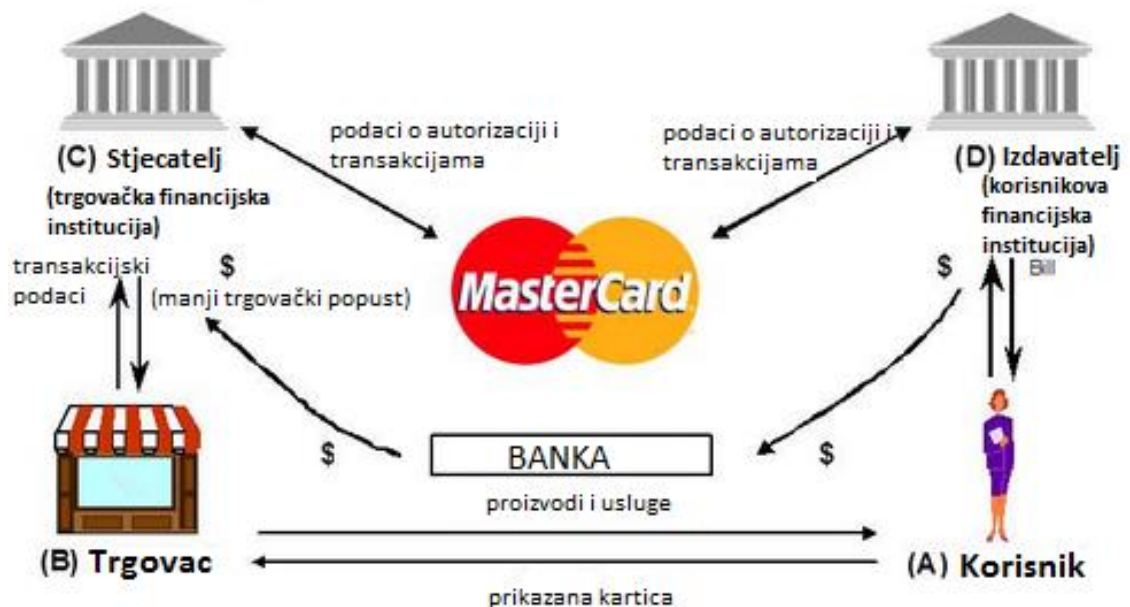 podaci o autorizaciji i
transakcijama
podaci o autorizaciji i
transakcijama
(C) Stjecatelj
(trgovačka financijska
institucija)
(D) Izdavatelj
(korisnikova
financijska
institucija)
transakcijski
podaci
$
(manji trgovački popust)
MasterCard
$
Bill
$
BANKA
$
proizvodi i usluge
(B) Trgovac
(A) Korisnik
prikazana kartica